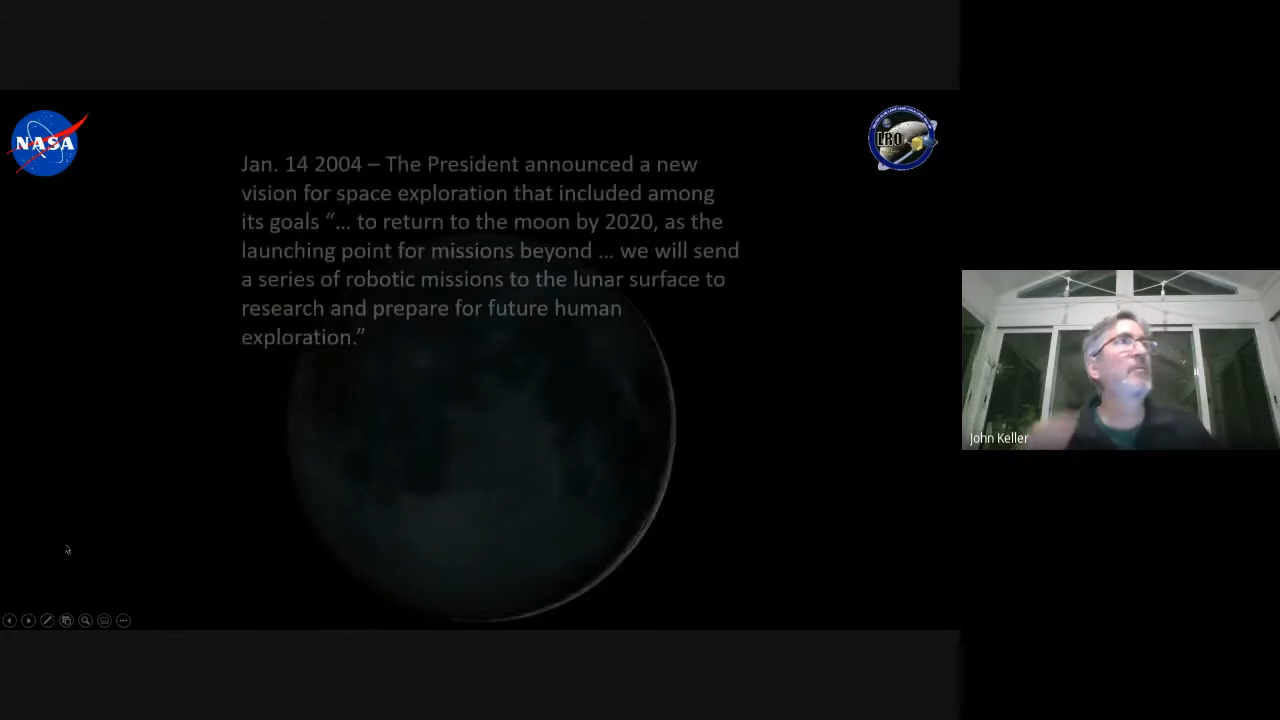 NASA
LRO
Jan. 14 2004 – The President announced a new
vision for space exploration that included among
its goals “… to return to the moon by 2020, as the
launching point for missions beyond … we will send
a series of robotic missions to the lunar surface to
research and prepare for future human
exploration.”
John Keller